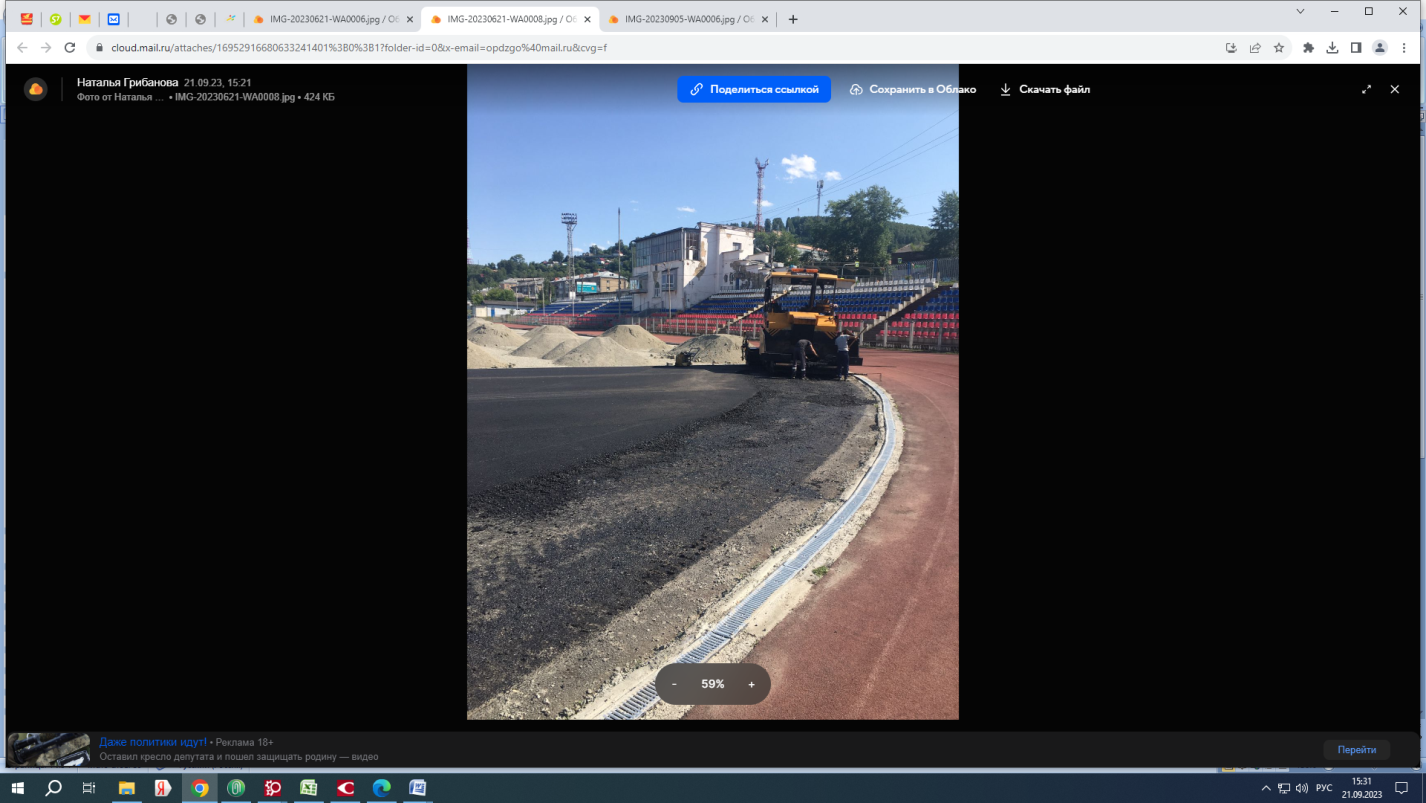 IMG-20230621-WA0006.jpg / Об
IMG-20230621-WA0008.jpg / Об
IMG-20230905-WA0006.jpg / Об
cloud.mail.ru/attaches/16952916680633241401%3B0%3B1?folder-id=0&x-email=opdzgo%40mail.ru&cvg=f
Наталья Грибанова 21.09.23, 15:21
Фото от Наталья ... • IMG-20230621-WA0008.jpg • 424 КБ
Поделиться ссылкой
Сохранить в Облако
Скачать файл
- 59% +
Даже политики идут! • Реклама 18+
Оставил кресло депутата и пошел защищать родину — видео
Перейти
РУС
15:31
21.09.2023